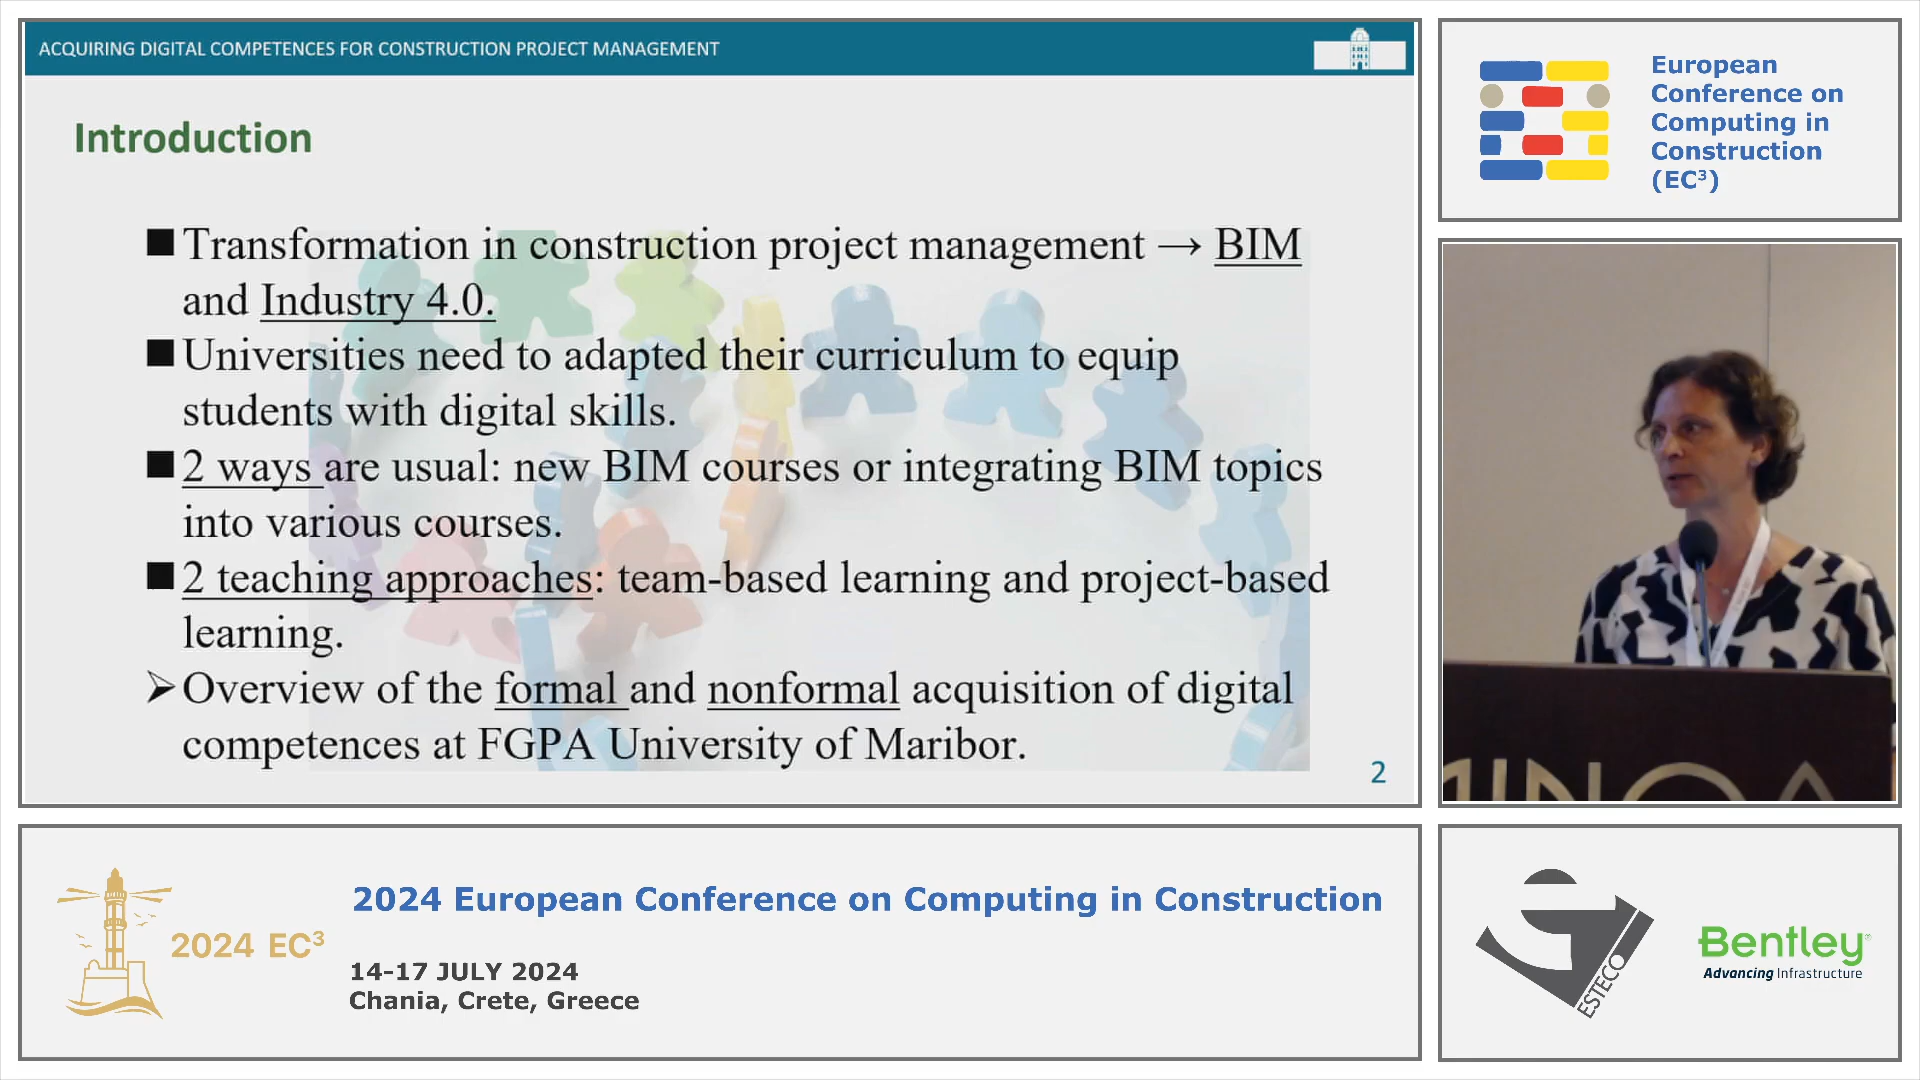 ACQUIRING DIGITAL COMPETENCES FOR CONSTRUCTION PROJECT MANAGEMENT
Introduction
■ Transformation in construction project management → BIM
and Industry 4.0.
■ Universities need to adapted their curriculum to equip
students with digital skills.
■ 2 ways are usual: new BIM courses or integrating BIM topics
into various courses.
■ 2 teaching approaches: team-based learning and project-based
learning.
➢ Overview of the formal and nonformal acquisition of digital
competences at FGPA University of Maribor.
2
European
Conference on
Computing in
Construction
(EC³)
MINOA
2024 EC³
2024 European Conference on Computing in Construction
14-17 JULY 2024
Chania, Crete, Greece
ESTECO
Bentley®
Advancing Infrastructure